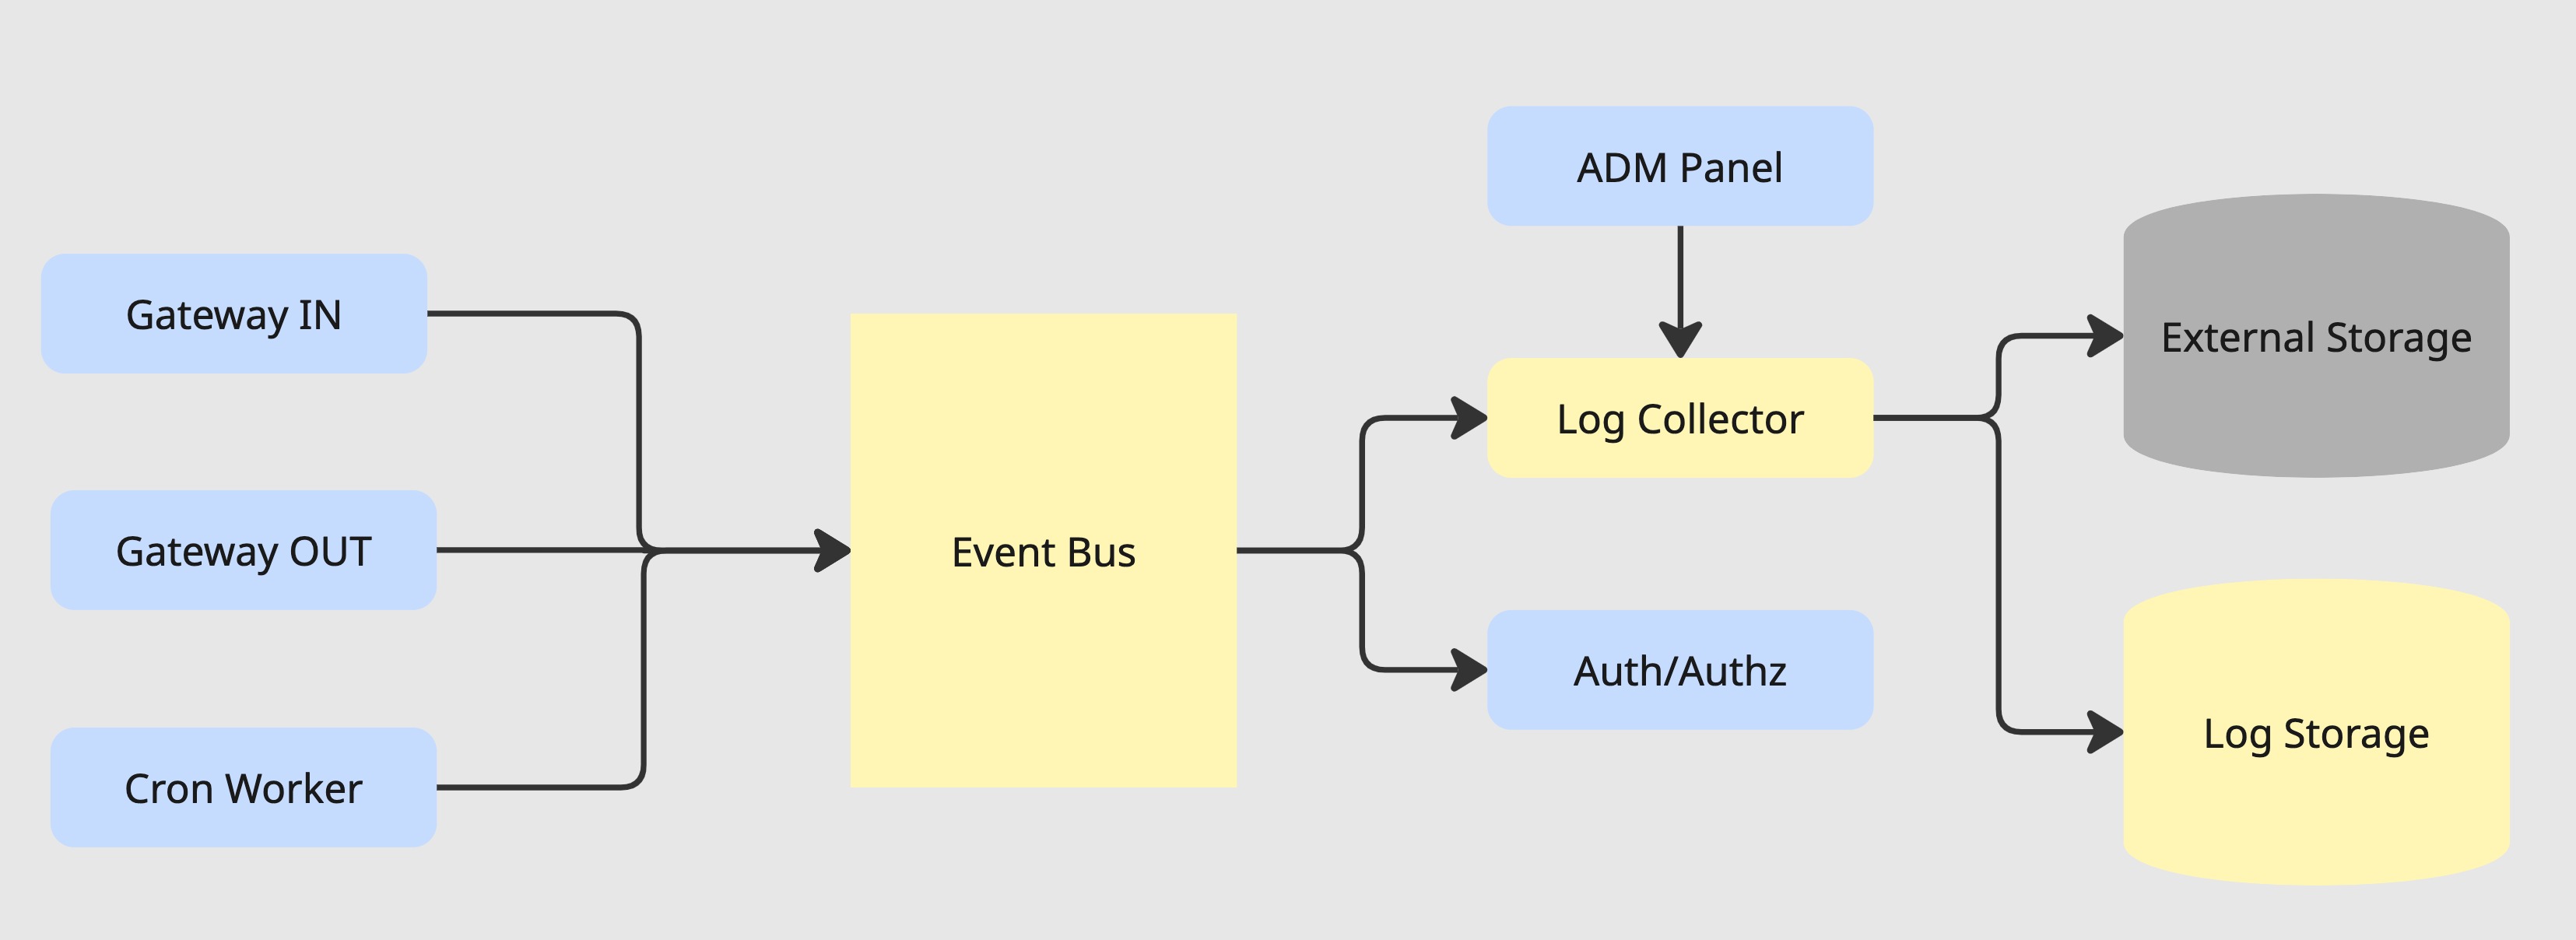 Gateway IN
Gateway OUT
Cron Worker
Event Bus
ADM Panel
Log Collector
Auth/Authz
External Storage
Log Storage